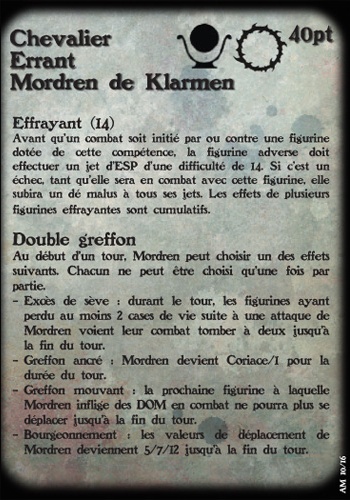 Chevalier
Errant
Mordren de Klarmen
40pt
Effrayant (14)
Avant qu'un combat soit initié par ou contre une figurine
dotée de cette compétence, la figurine adverse doit
effectuer un jet d'ESP d'une difficulté de 14. Si c'est un
échec, tant qu'elle sera en combat avec cette figurine, elle
subira un dé malus à tous ses jets. Les effets de plusieurs
figurines effrayantes sont cumulatifs.
Double greffon
Au début d'un tour, Mordren peut choisir un des effets
suivants. Chacun ne peut être choisi qu'une fois par
partie.
- Excès de sève : durant le tour, les figurines ayant
perdu au moins 2 cases de vie suite à une attaque de
Mordren voient leur combat tomber à deux jusqu'à
la fin du tour.
- Greffon ancré : Mordren devient Coriace/1 pour la
durée du tour.
- Greffon mouvant : la prochaine figurine à laquelle
Mordren inflige des DOM en combat ne pourra plus se
déplacer jusqu'à la fin du tour.
- Bourgeonnement : les valeurs de déplacement de
Mordren deviennent 5/7/12 jusqu'à la fin du tour.
AM 10/16